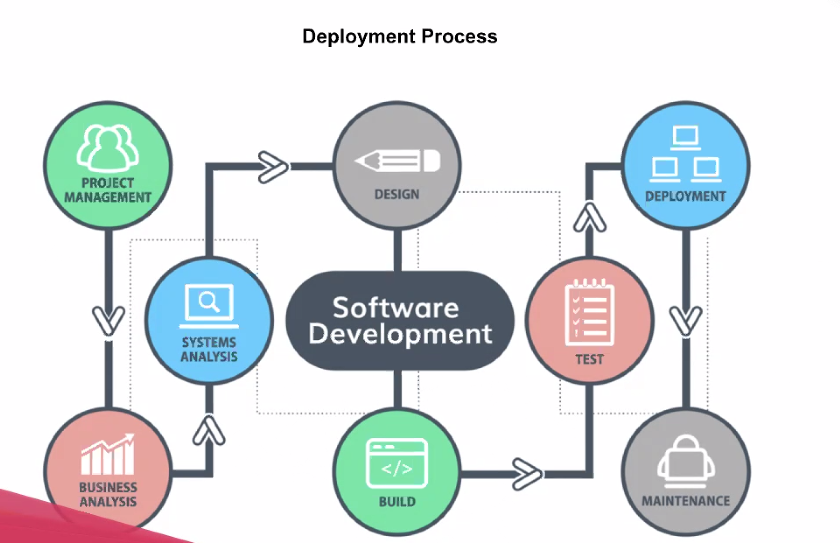 Deployment Process
PROJECT
MANAGEMENT
BUSINESS
ANALYSIS
SYSTEMS
ANALYSIS
DESIGN
Software
Development
</>
BUILD
TEST
DEPLOYMENT
MAINTENANCE